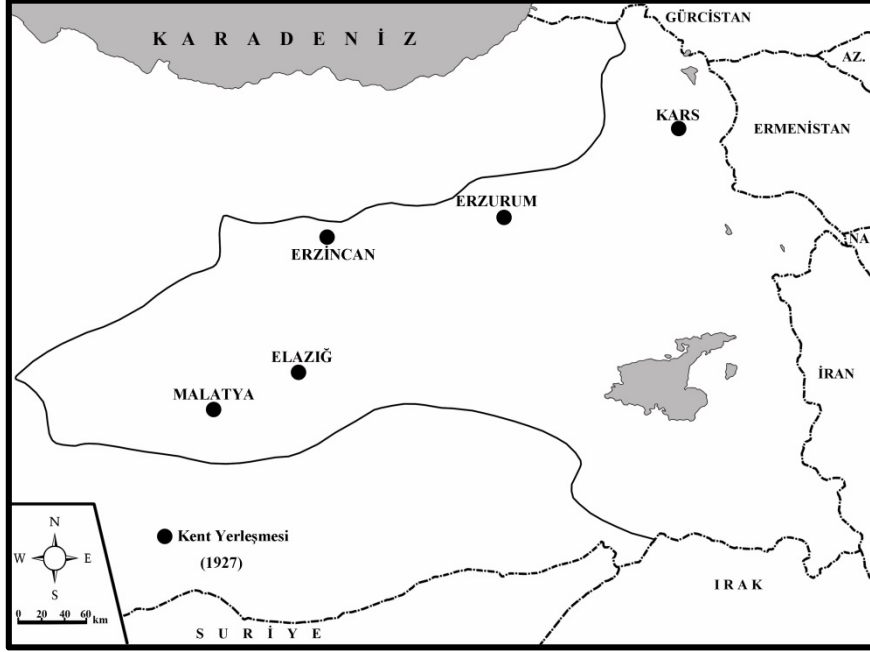 GÜRCİSTAN
K A R A D E N İ Z
AZ.
KARS
ERMENİSTAN
ERZURUM
NA
ERZİNCAN
ELAZIĞ
İRAN
MALATYA
N
Kent Yerleşmesi
W E
(1927)
S
I R A K
0 20 40 60 km
S U R İ Y E